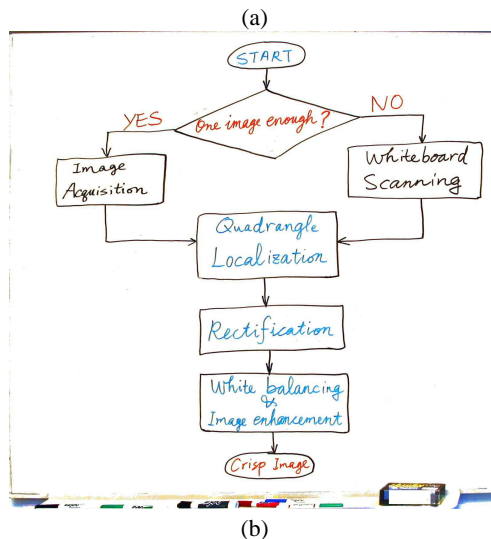 (a)
START
One image enough?
YES
NO
Image
Acquisition
Whiteboard
Scanning
Quadrangle
Localization
Rectification
White balancing
&
Image enhancement
Crisp Image
(b)